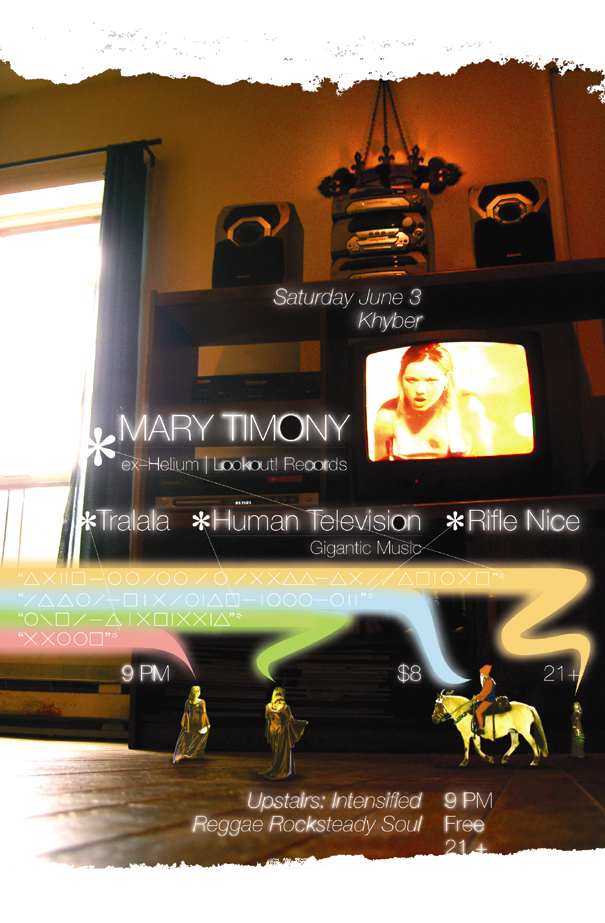 Saturday June 3
Khyber
*MARY TIMONY
ex-Helium | Lookout! Records
*Tralala *Human Television *Rifle Nice
Gigantic Music
9 PM $8 21+
Upstairs: Intensified 9 PM
Reggae Rocksteady Soul Free
21+